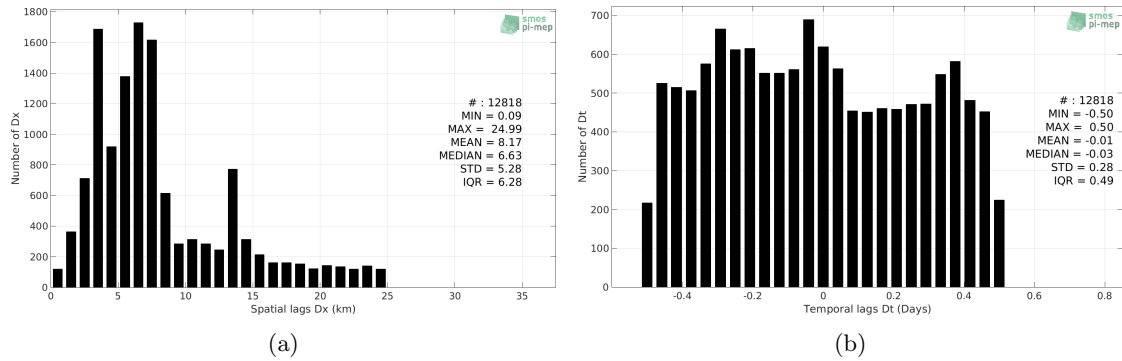 1800
1600
1400
1200
1000
800
600
400
200
0
Number of Dx
smos
pi-mep
# : 12818
MIN = 0.09
MAX = 24.99
MEAN = 8.17
MEDIAN = 6.63
STD = 5.28
IQR = 6.28
0 5 10 15 20 25 30 35
Spatial lags Dx (km)
(a)
700
600
500
400
300
200
100
0
Number of Dt
smos
pi-mep
# : 12818
MIN = -0.50
MAX = 0.50
MEAN = -0.01
MEDIAN = -0.03
STD = 0.28
IQR = 0.49
-0.4 -0.2 0 0.2 0.4 0.6 0.8
Temporal lags Dt (Days)
(b)